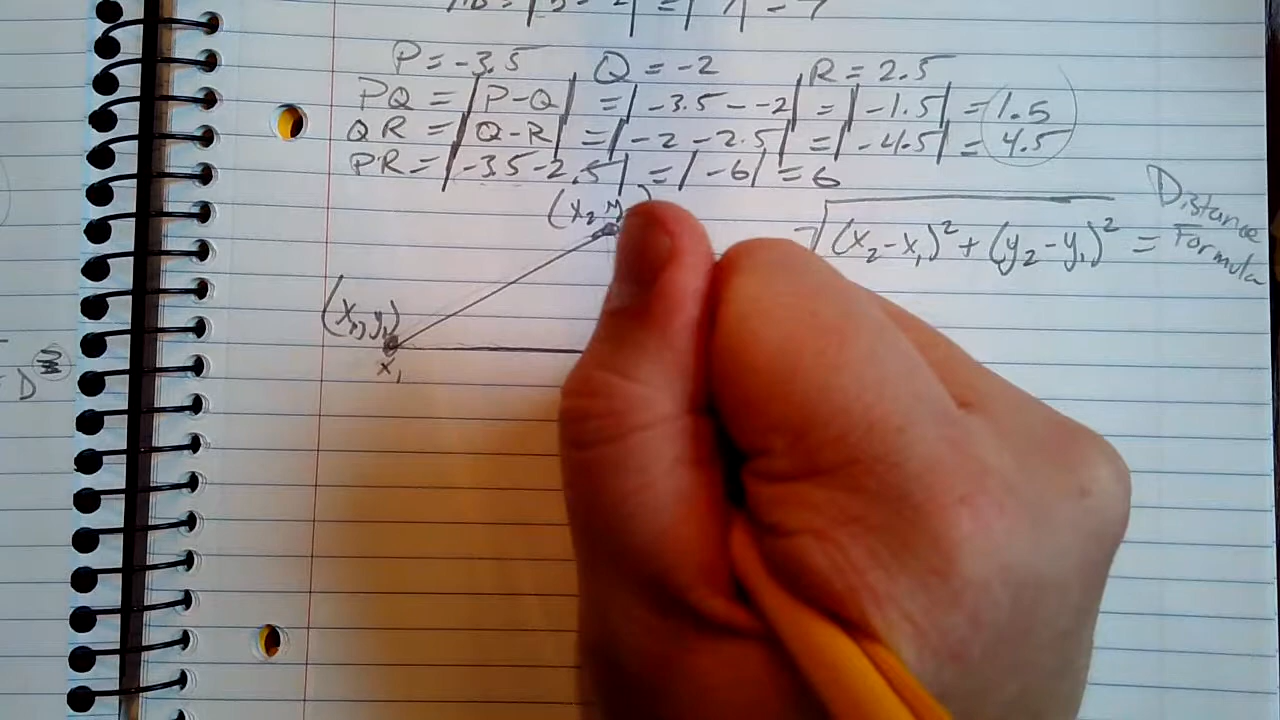 P = -3.5 Q = -2 R = 2.5
PQ = |P-Q| = |-3.5--2| = |-1.5| = 1.5
QR = |Q-R| = |-2-2.5| = |-4.5| = 4.5
PR = |-3.5-2.5| = |-6| = 6
(x₂, y
√(x₂-x₁)²+(y₂-y₁)² = Distance
Formula
(x₁, y₁)
x₁
D